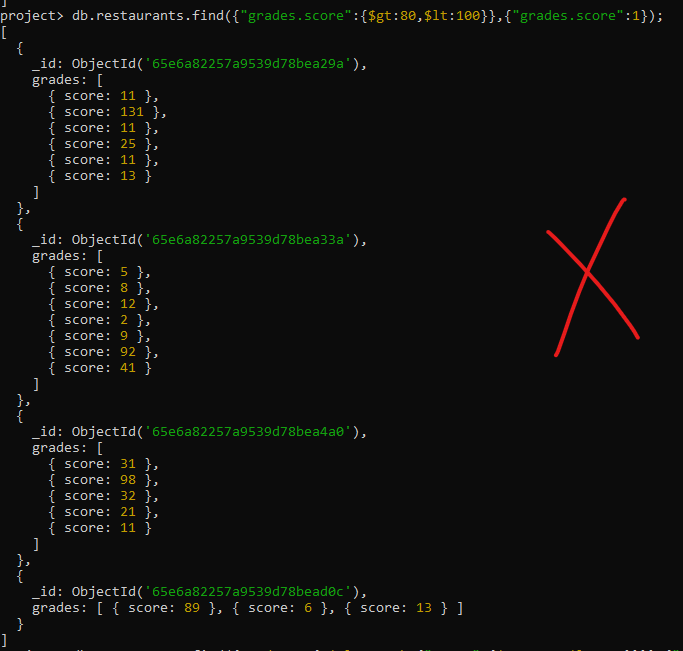 ]
project> db.restaurants.find({"grades.score":{$gt:80,$lt:100}},{"grades.score":1});
[
  {
    _id: ObjectId('65e6a82257a9539d78bea29a'),
    grades: [
      { score: 11 },
      { score: 131 },
      { score: 11 },
      { score: 25 },
      { score: 11 },
      { score: 13 }
    ]
  },
  {
    _id: ObjectId('65e6a82257a9539d78bea33a'),
    grades: [
      { score: 5 },
      { score: 8 },
      { score: 12 },
      { score: 2 },
      { score: 9 },
      { score: 92 },
      { score: 41 }
    ]
  },
  {
    _id: ObjectId('65e6a82257a9539d78bea4a0'),
    grades: [
      { score: 31 },
      { score: 98 },
      { score: 32 },
      { score: 21 },
      { score: 11 }
    ]
  },
  {
    _id: ObjectId('65e6a82257a9539d78bead0c'),
    grades: [ { score: 89 }, { score: 6 }, { score: 13 } ]
  }
]